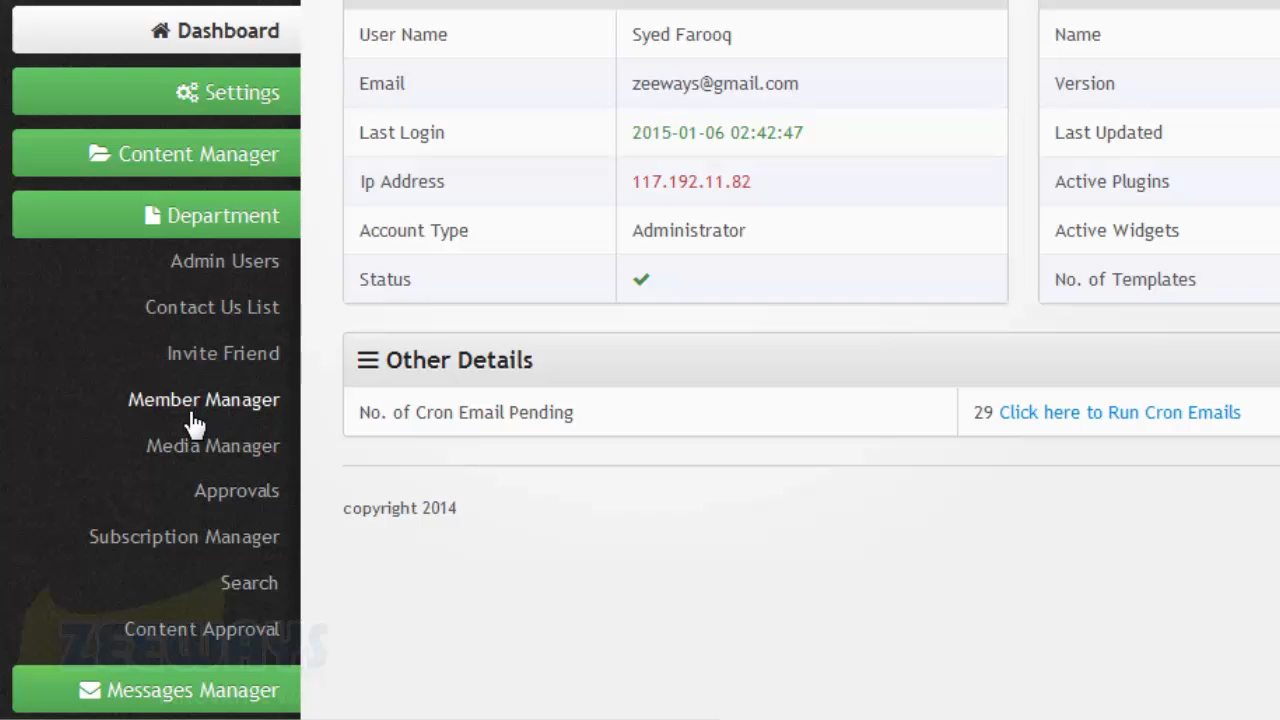 Dashboard
Settings
Content Manager
Department
Admin Users
Contact Us List
Invite Friend
Member Manager
Media Manager
Approvals
Subscription Manager
Search
Content Approval
ZEEWAYS
Messages Manager
User Name Syed Farooq
Email zeeways@gmail.com
Last Login 2015-01-06 02:42:47
Ip Address 117.192.11.82
Account Type Administrator
Status
Name
Version
Last Updated
Active Plugins
Active Widgets
No. of Templates
Other Details
No. of Cron Email Pending 29 Click here to Run Cron Emails
copyright 2014